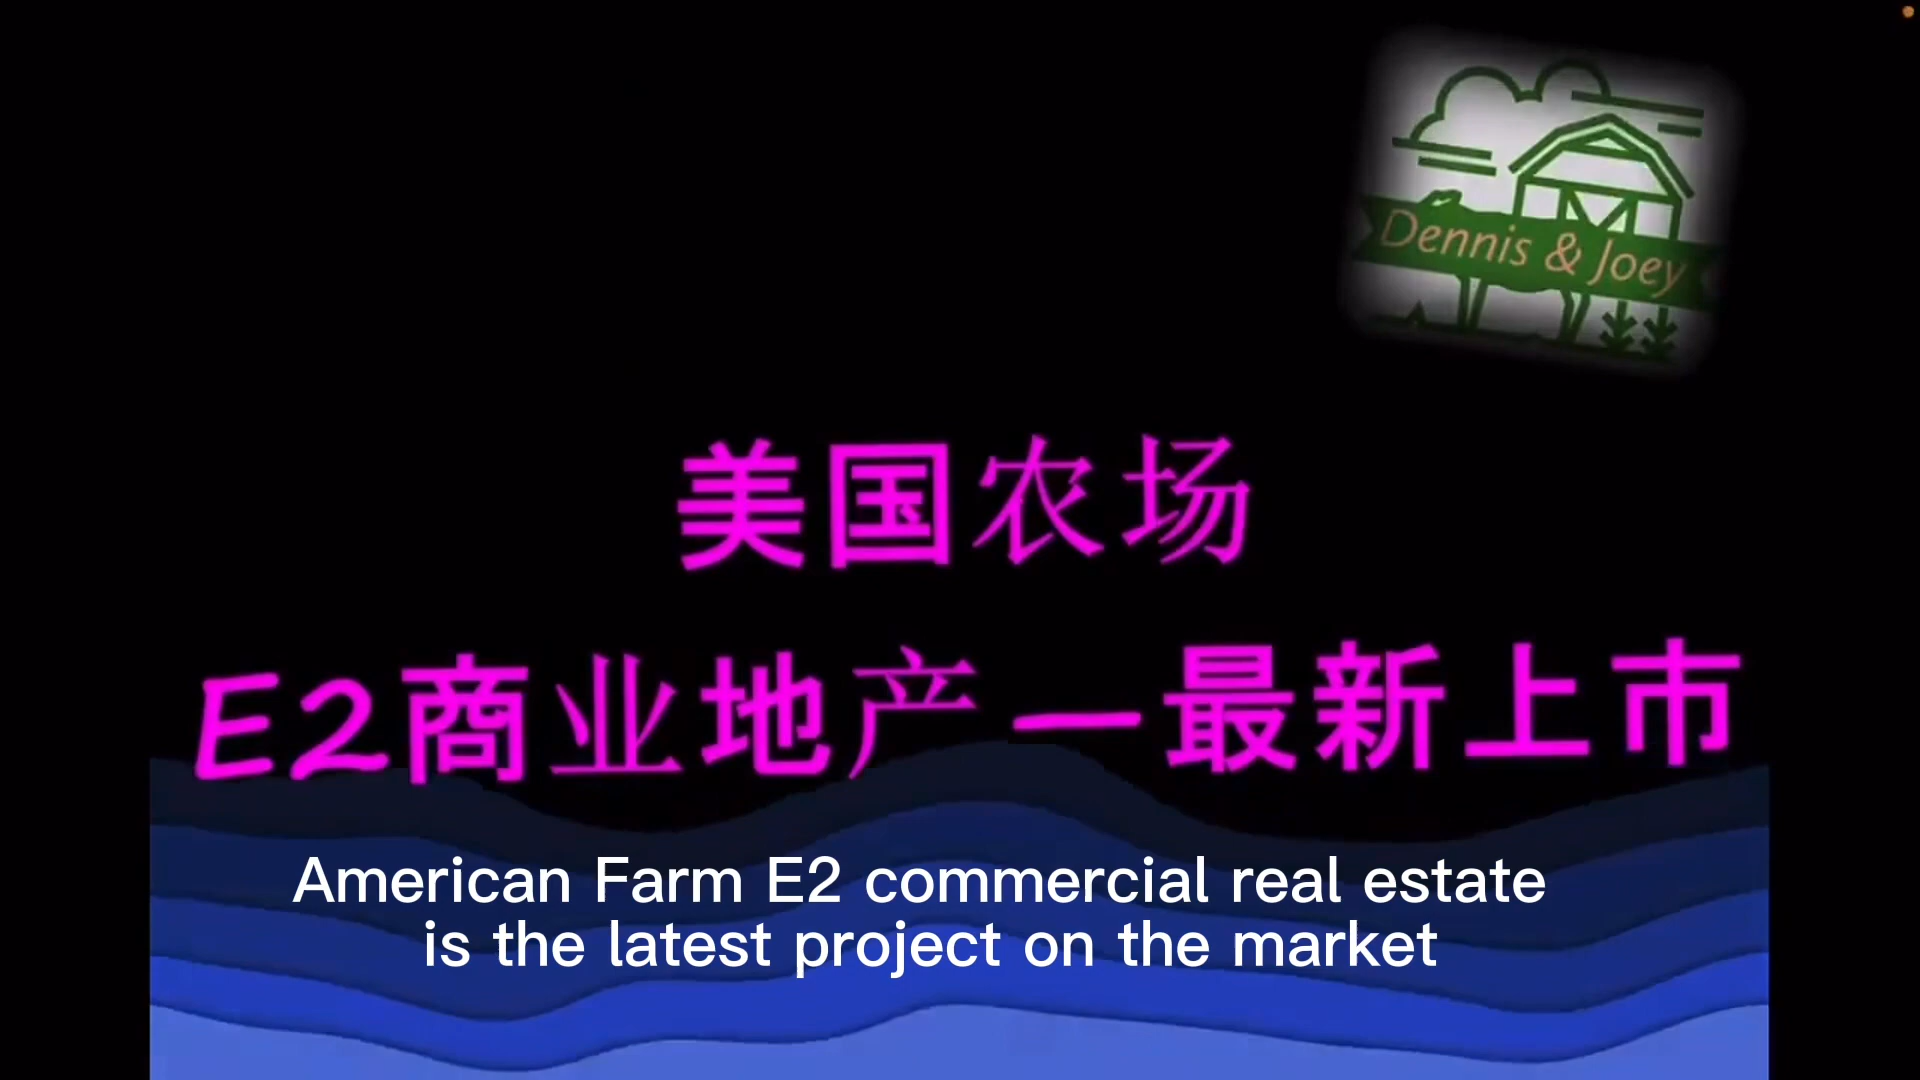 Dennis & Joey
美国农场
E2商业地产—最新上市
American Farm E2 commercial real estate
is the latest project on the market